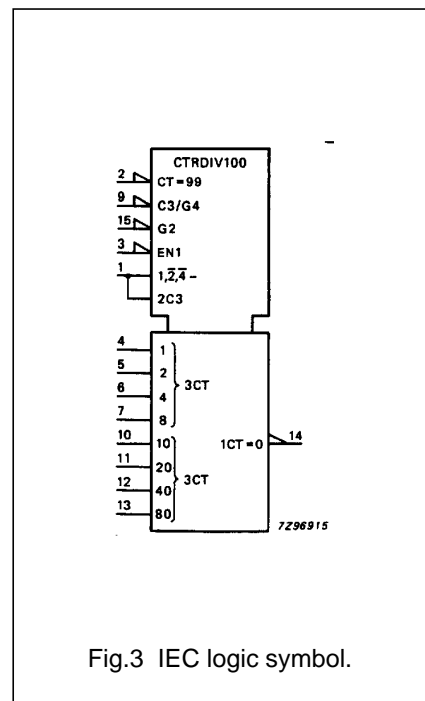 CTRDIV100
2 CT=99
9 C3/G4
15 G2
3 EN1
1 1,2̅,4̅–
2C3
4 1
5 2
3CT
6 4
7 8
10 10
1CT=0 14
11 20
3CT
12 40
13 80
7Z96915
Fig.3 IEC logic symbol.